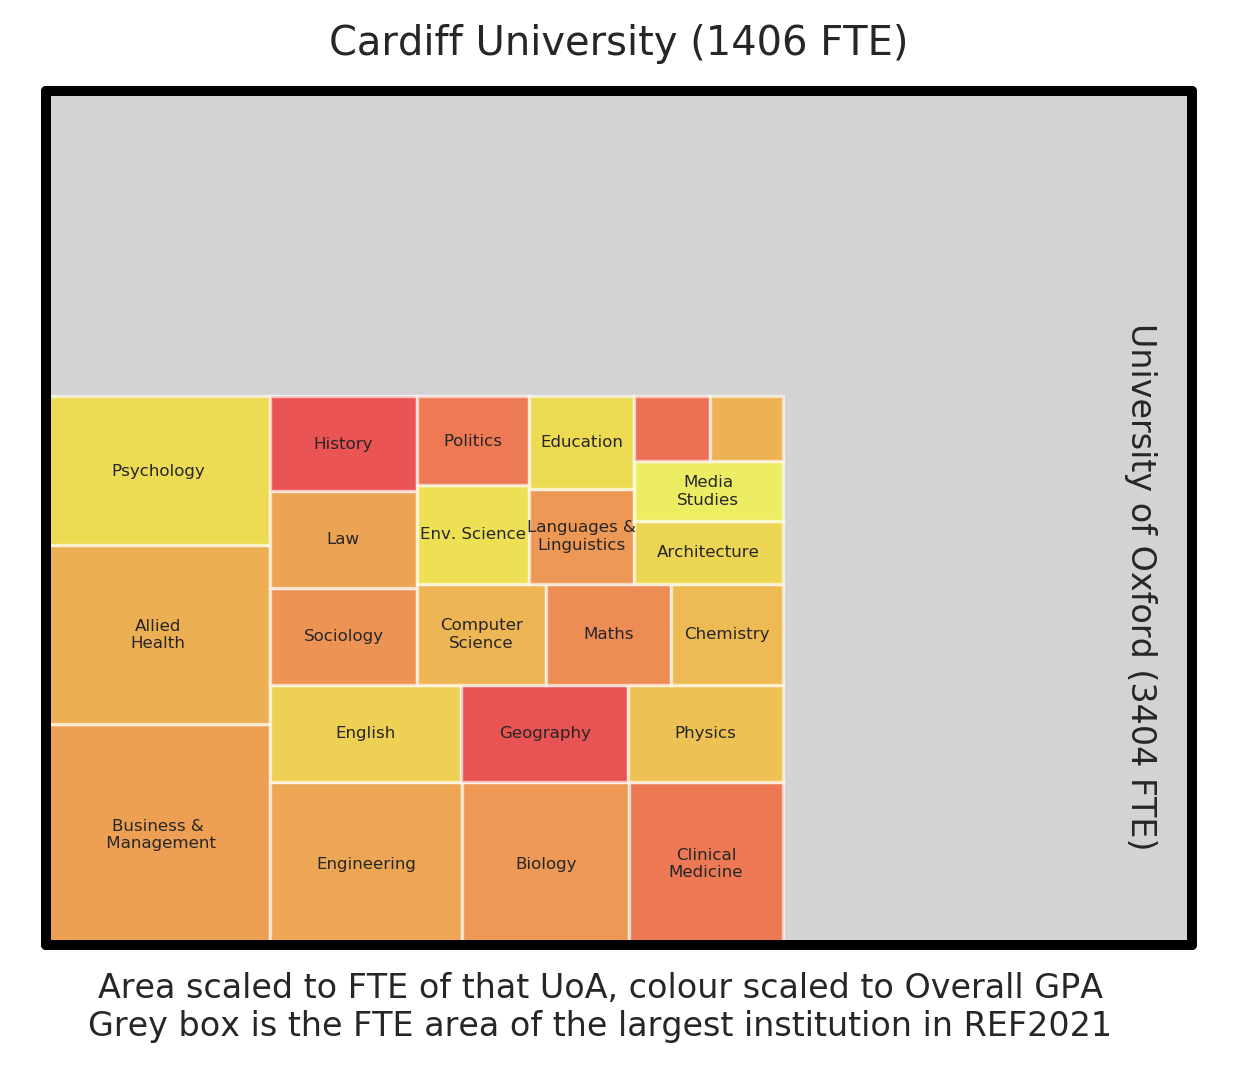 Cardiff University (1406 FTE)
Psychology
History
Politics
Education
Media
Studies
Law
Env. Science
Languages &
Linguistics
Architecture
Allied
Health
Sociology
Computer
Science
Maths
Chemistry
English
Geography
Physics
Business &
Management
Engineering
Biology
Clinical
Medicine
University of Oxford (3404 FTE)
Area scaled to FTE of that UoA, colour scaled to Overall GPA
Grey box is the FTE area of the largest institution in REF2021